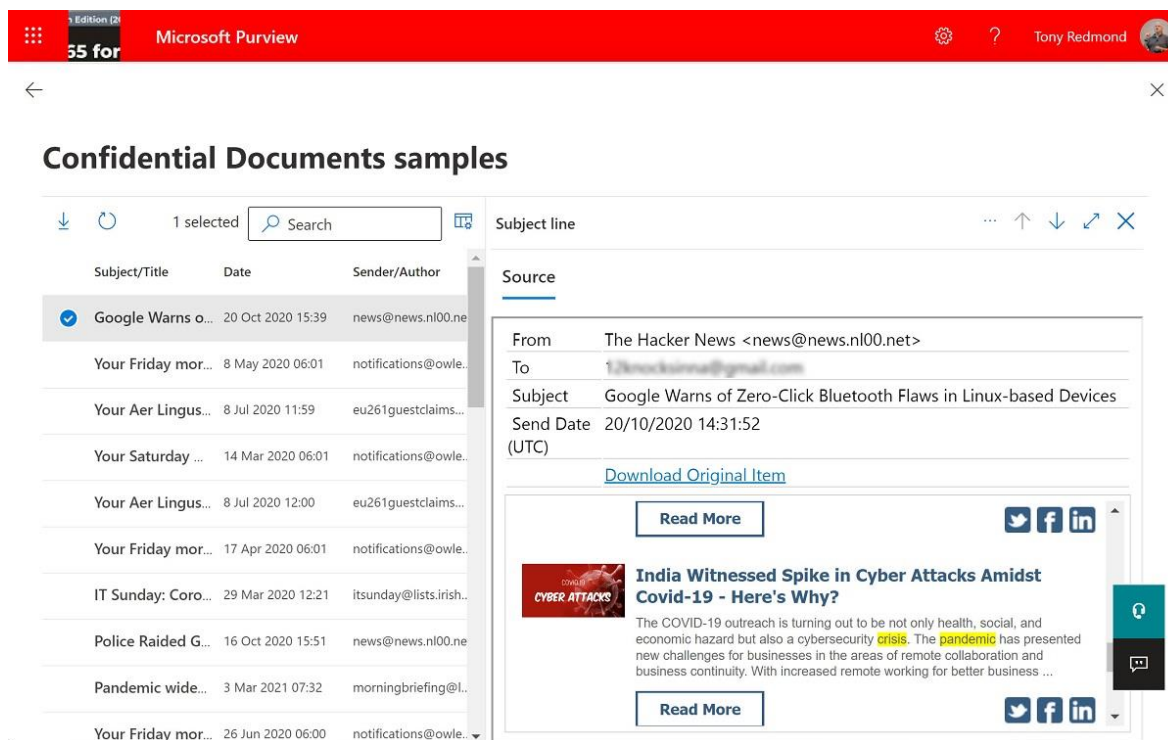 n Edition (2
65 for
Microsoft Purview
?
Tony Redmond
Confidential Documents samples
1 selected
Search
Subject/Title Date Sender/Author
Google Warns o... 20 Oct 2020 15:39 news@news.nl00.ne
Your Friday mor... 8 May 2020 06:01 notifications@owle..
Your Aer Lingus... 8 Jul 2020 11:59 eu261guestclaims...
Your Saturday ... 14 Mar 2020 06:01 notifications@owle..
Your Aer Lingus... 8 Jul 2020 12:00 eu261guestclaims...
Your Friday mor... 17 Apr 2020 06:01 notifications@owle..
IT Sunday: Coro... 29 Mar 2020 12:21 itsunday@lists.irish..
Police Raided G... 16 Oct 2020 15:51 news@news.nl00.ne
Pandemic wide... 3 Mar 2021 07:32 morningbriefing@l..
Your Friday mor... 26 Jun 2020 06:00 notifications@owle..
Subject line
...
Source
From The Hacker News <news@news.nl00.net>
To
Subject Google Warns of Zero-Click Bluetooth Flaws in Linux-based Devices
Send Date 20/10/2020 14:31:52
(UTC)
Download Original Item
Read More
COVID-19
CYBER ATTACKS
India Witnessed Spike in Cyber Attacks Amidst
Covid-19 - Here's Why?
The COVID-19 outreach is turning out to be not only health, social, and
economic hazard but also a cybersecurity crisis. The pandemic has presented
new challenges for businesses in the areas of remote collaboration and
business continuity. With increased remote working for better business ...
Read More